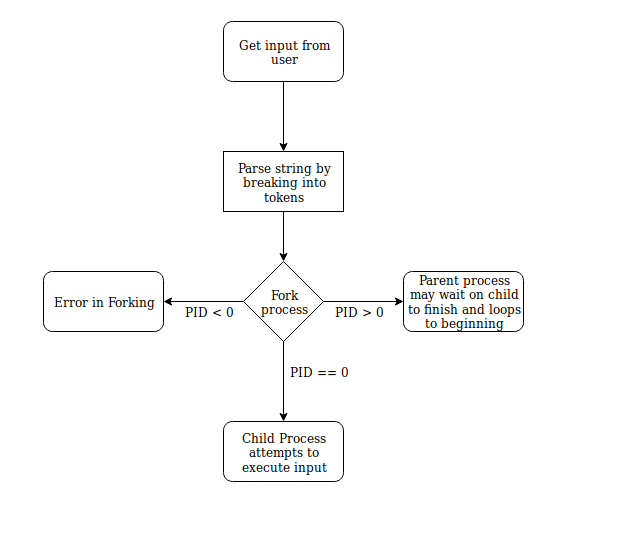 Get input from
user
Parse string by
breaking into
tokens
Error in Forking
PID < 0
Fork
process
PID > 0
Parent process
may wait on child
to finish and loops
to beginning
PID == 0
Child Process
attempts to
execute input